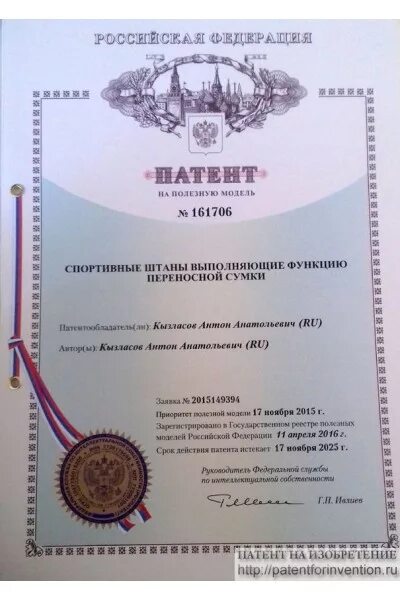 РОССИЙСКАЯ ФЕДЕРАЦИЯ
ПАТЕНТ
НА ПОЛЕЗНУЮ МОДЕЛЬ
№ 161706
СПОРТИВНЫЕ ШТАНЫ ВЫПОЛНЯЮЩИЕ ФУНКЦИЮ
ПЕРЕНОСНОЙ СУМКИ
Патентообладатель(ли): Кызласов Антон Анатольевич (RU)
Автор(ы): Кызласов Антон Анатольевич (RU)
Заявка № 2015149394
Приоритет полезной модели 17 ноября 2015 г.
Зарегистрировано в Государственном реестре полезных
моделей Российской Федерации 11 апреля 2016 г.
Срок действия патента истекает 17 ноября 2025 г.
Руководитель Федеральной службы
по интеллектуальной собственности
Г.П. Ивлиев
ПАТЕНТ НА ИЗОБРЕТЕНИЕ
http://patentforinvention.ru